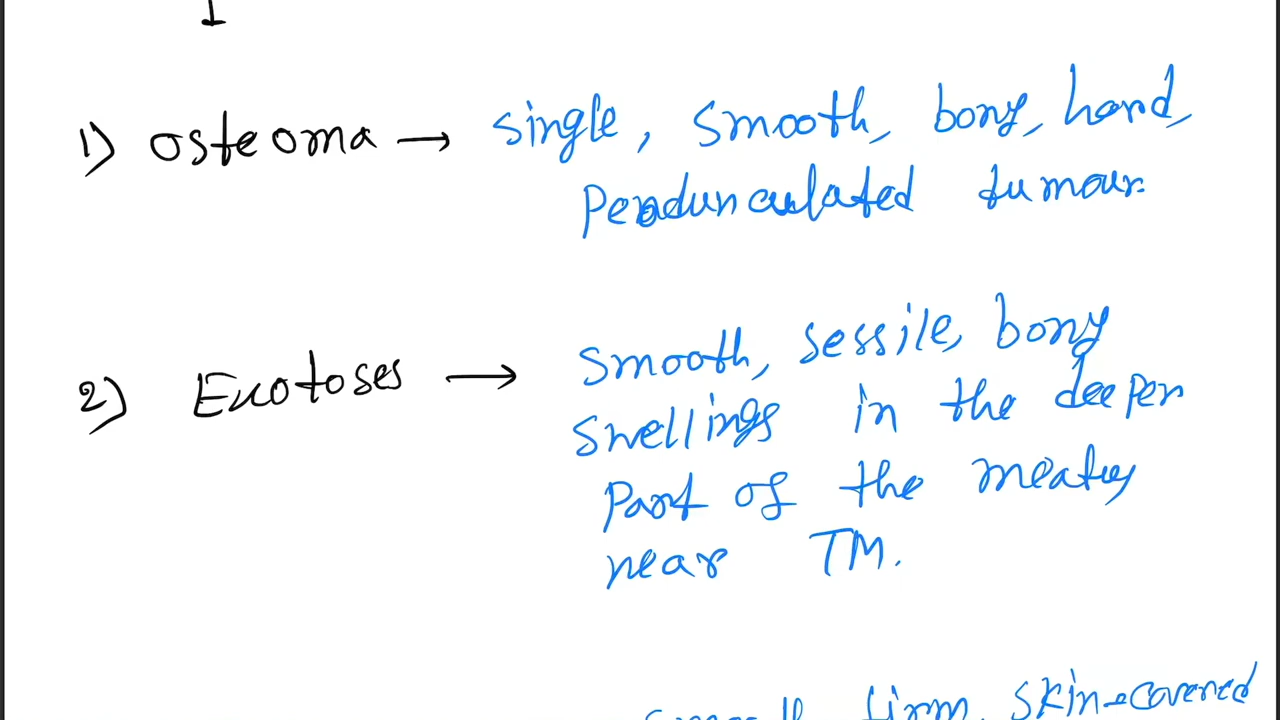 1) osteoma → single, smooth, bony, hard,
Pendunculated tumour.
2) Exotoses → smooth, sessile, bony
swellings in the deeper
part of the meatus
near TM.
firm, skin-covered